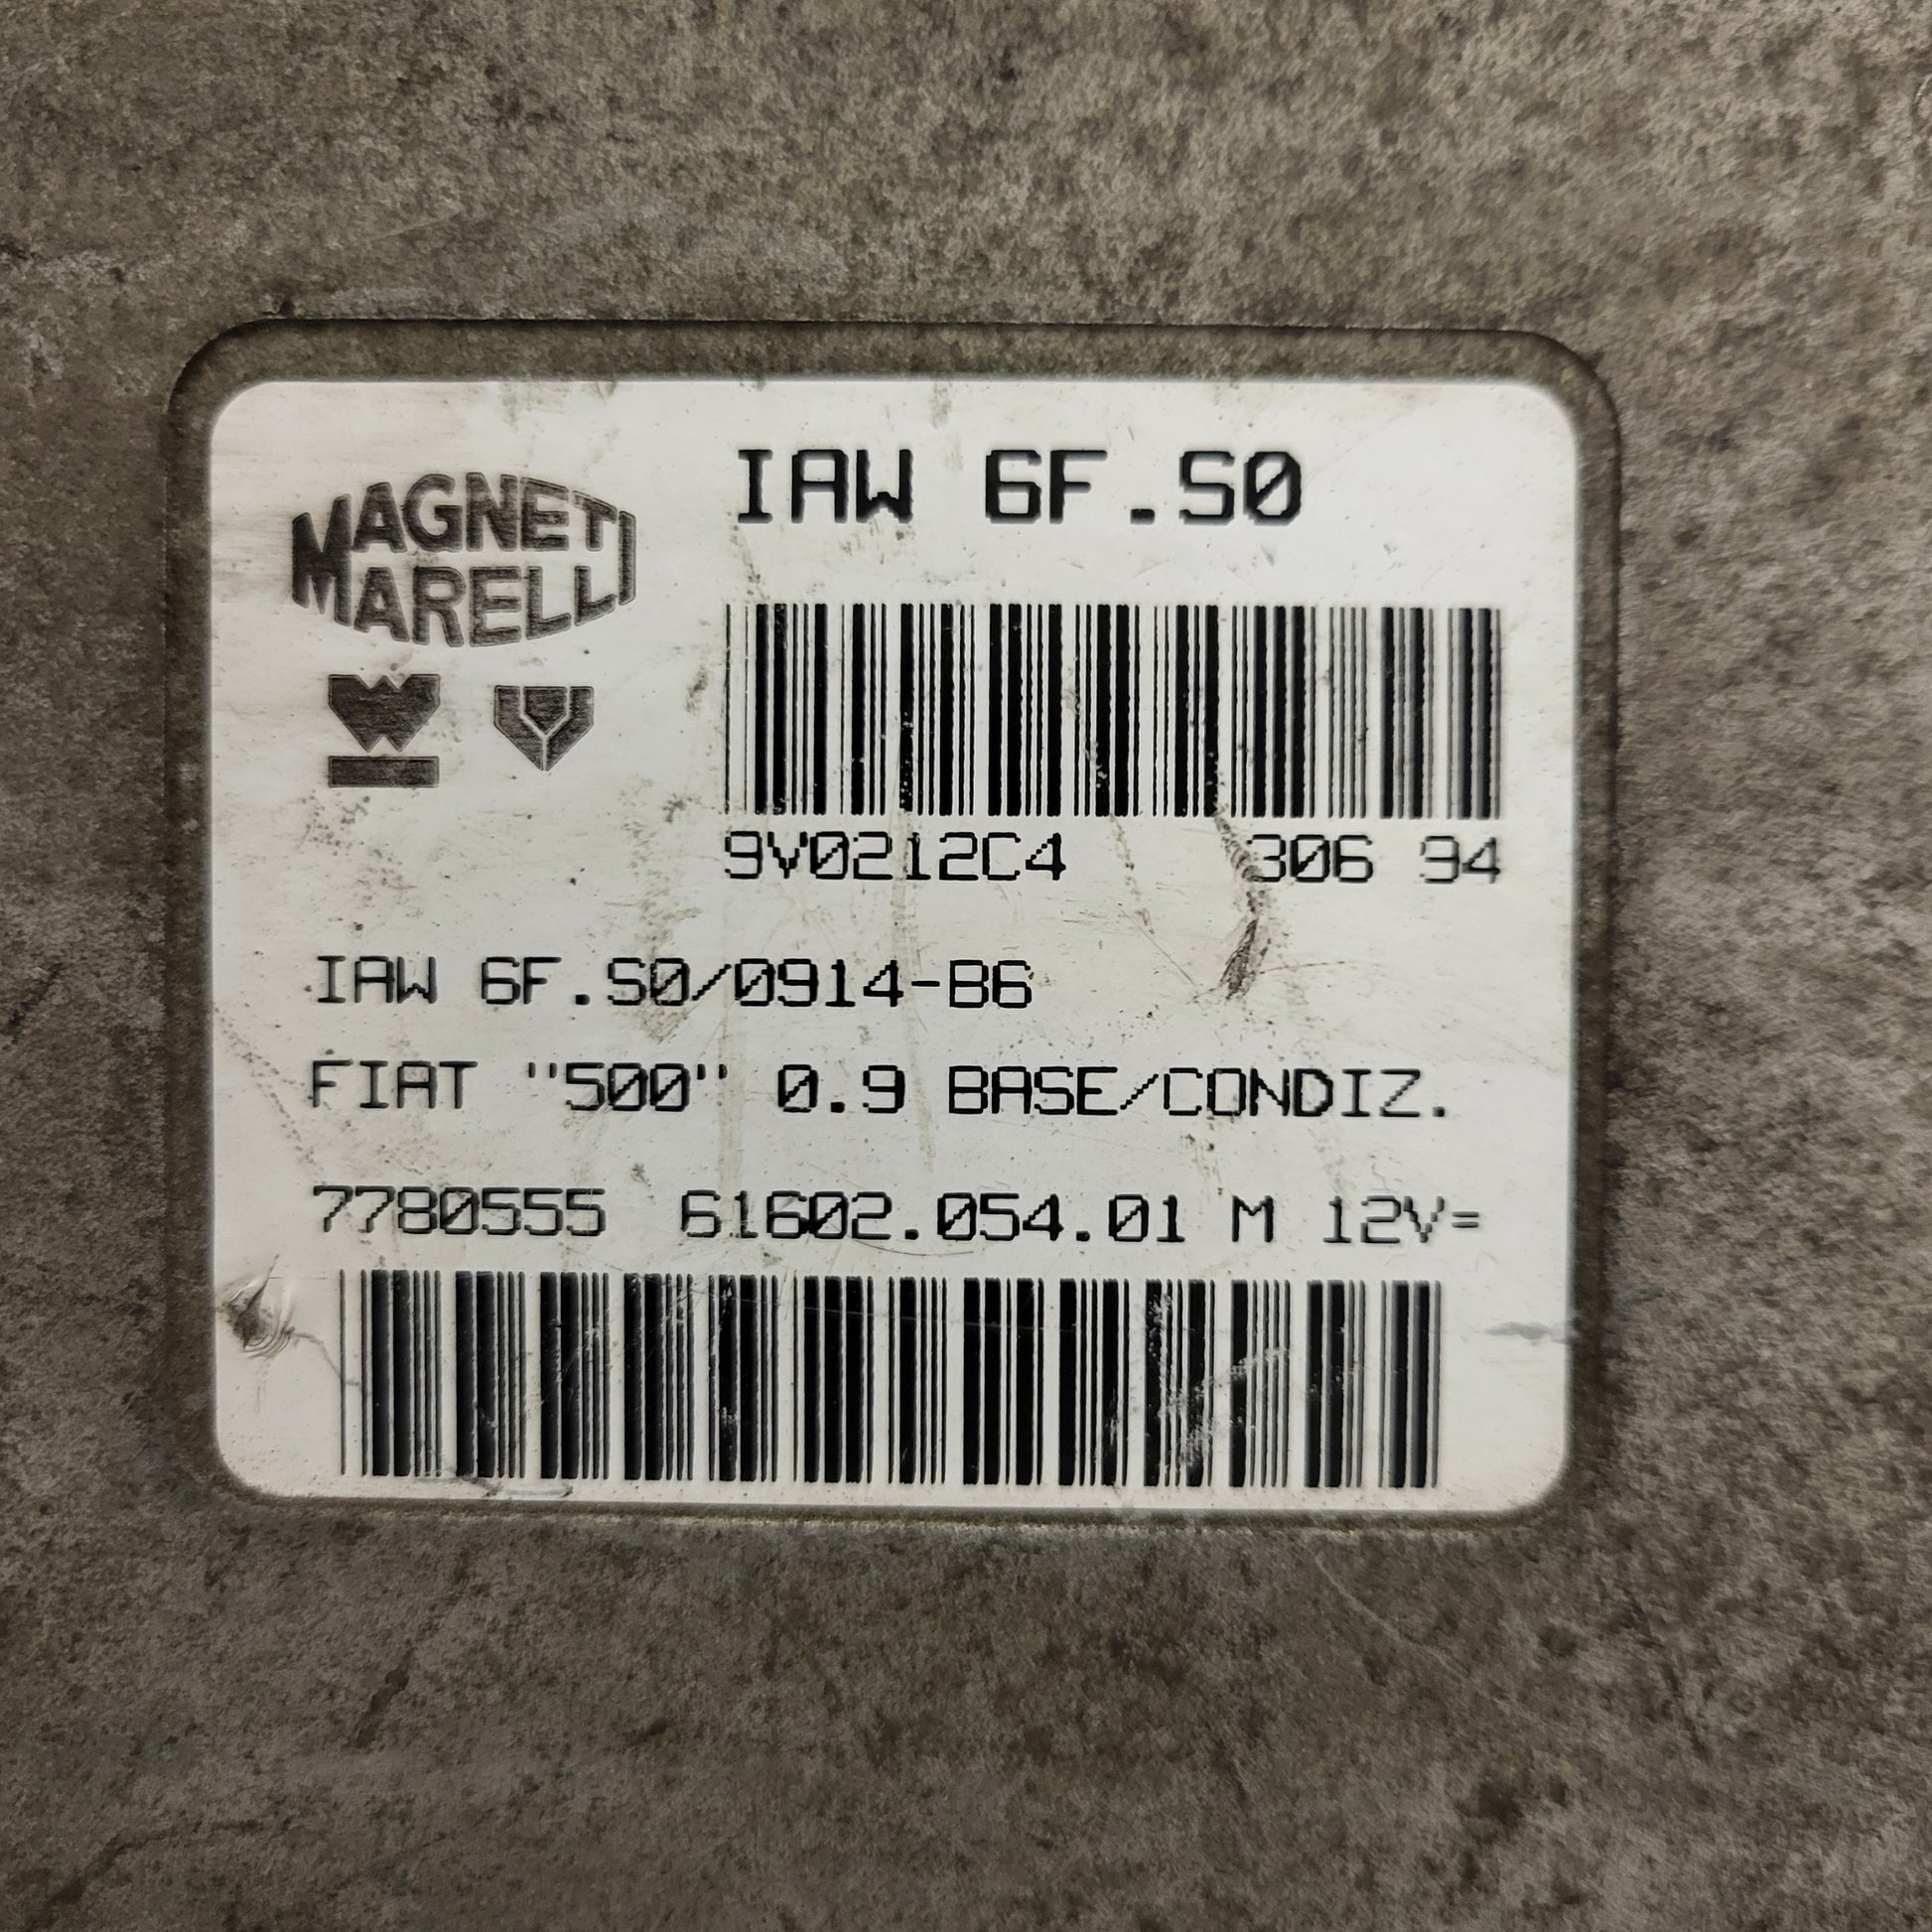 MAGNETI
MARELLI
IAW 6F.S0
9V0212C4 306 94
IAW 6F.S0/0914-B6
FIAT "500" 0.9 BASE/CONDIZ.
7780555 61602.054.01 M 12V=